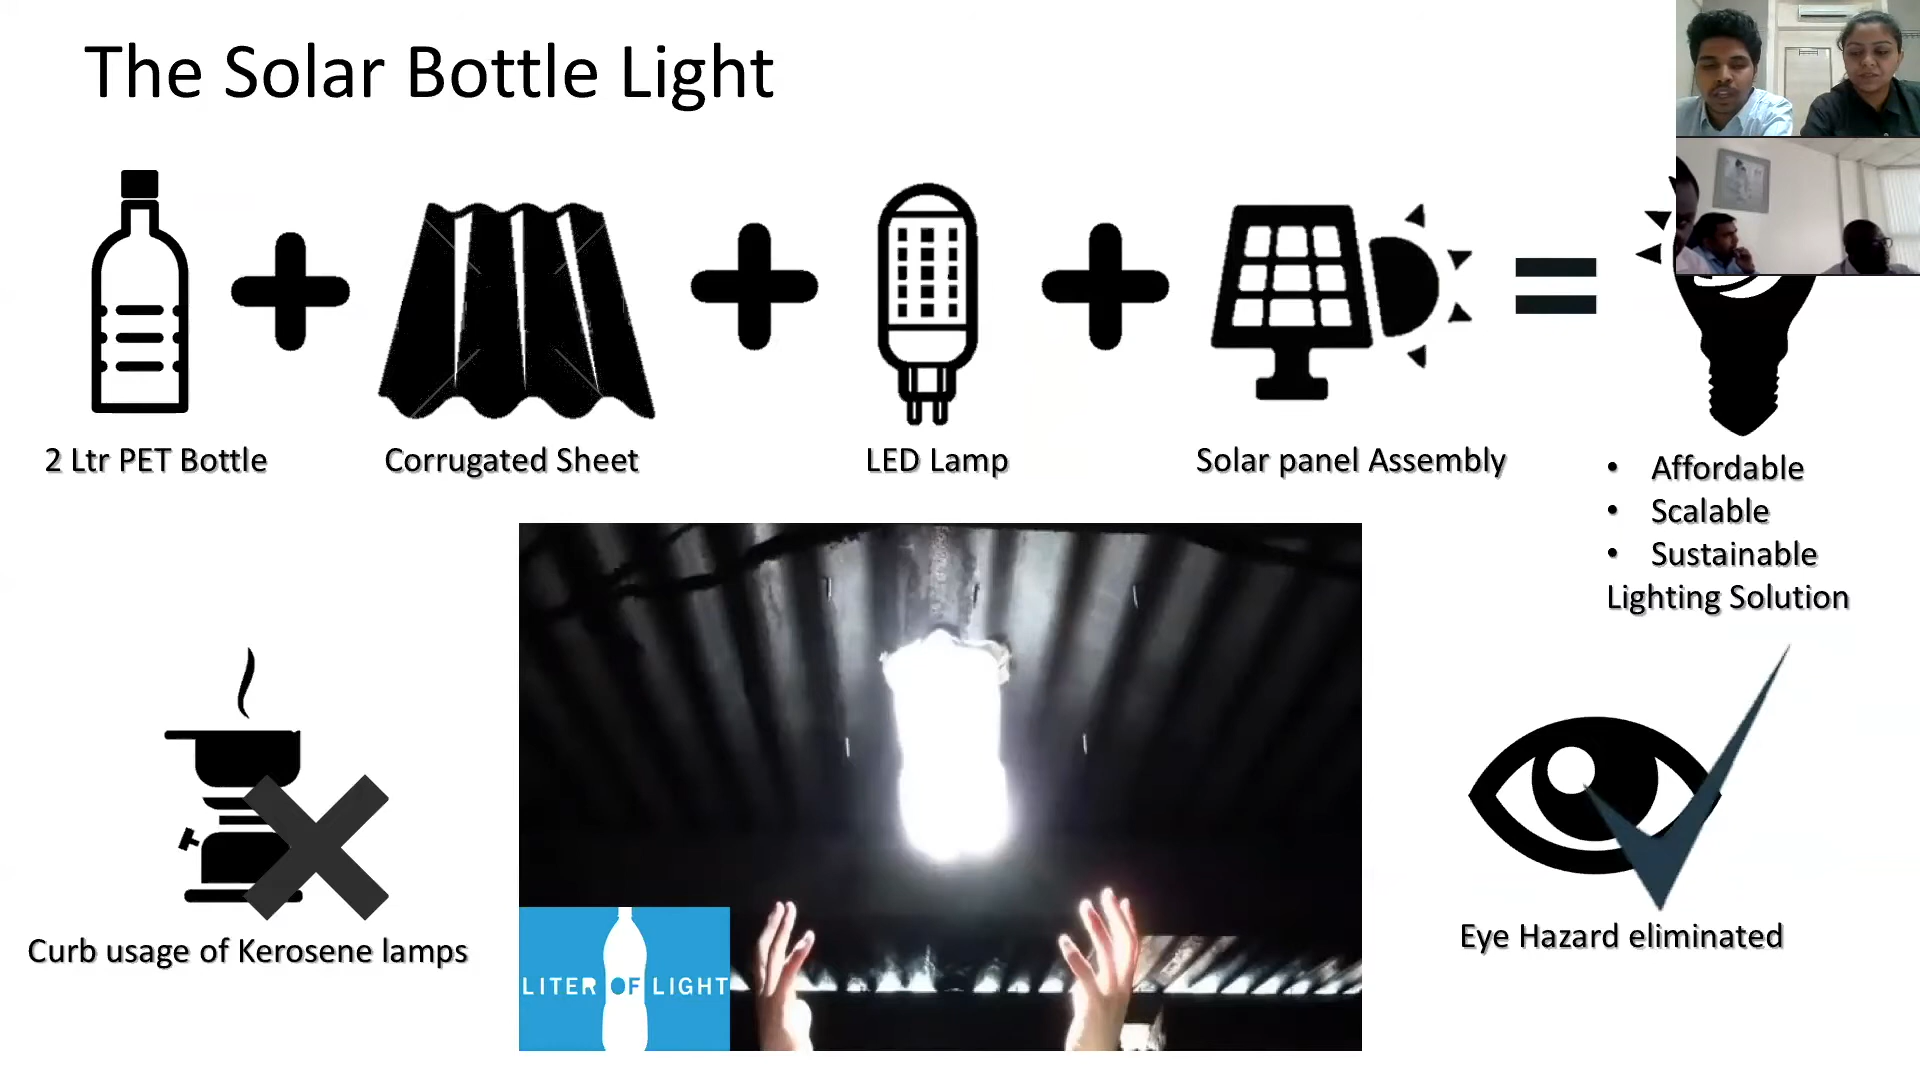 The Solar Bottle Light
2 Ltr PET Bottle
Corrugated Sheet
LED Lamp
Solar panel Assembly
• Affordable
• Scalable
• Sustainable
Lighting Solution
Curb usage of Kerosene lamps
LITER OF LIGHT
Eye Hazard eliminated